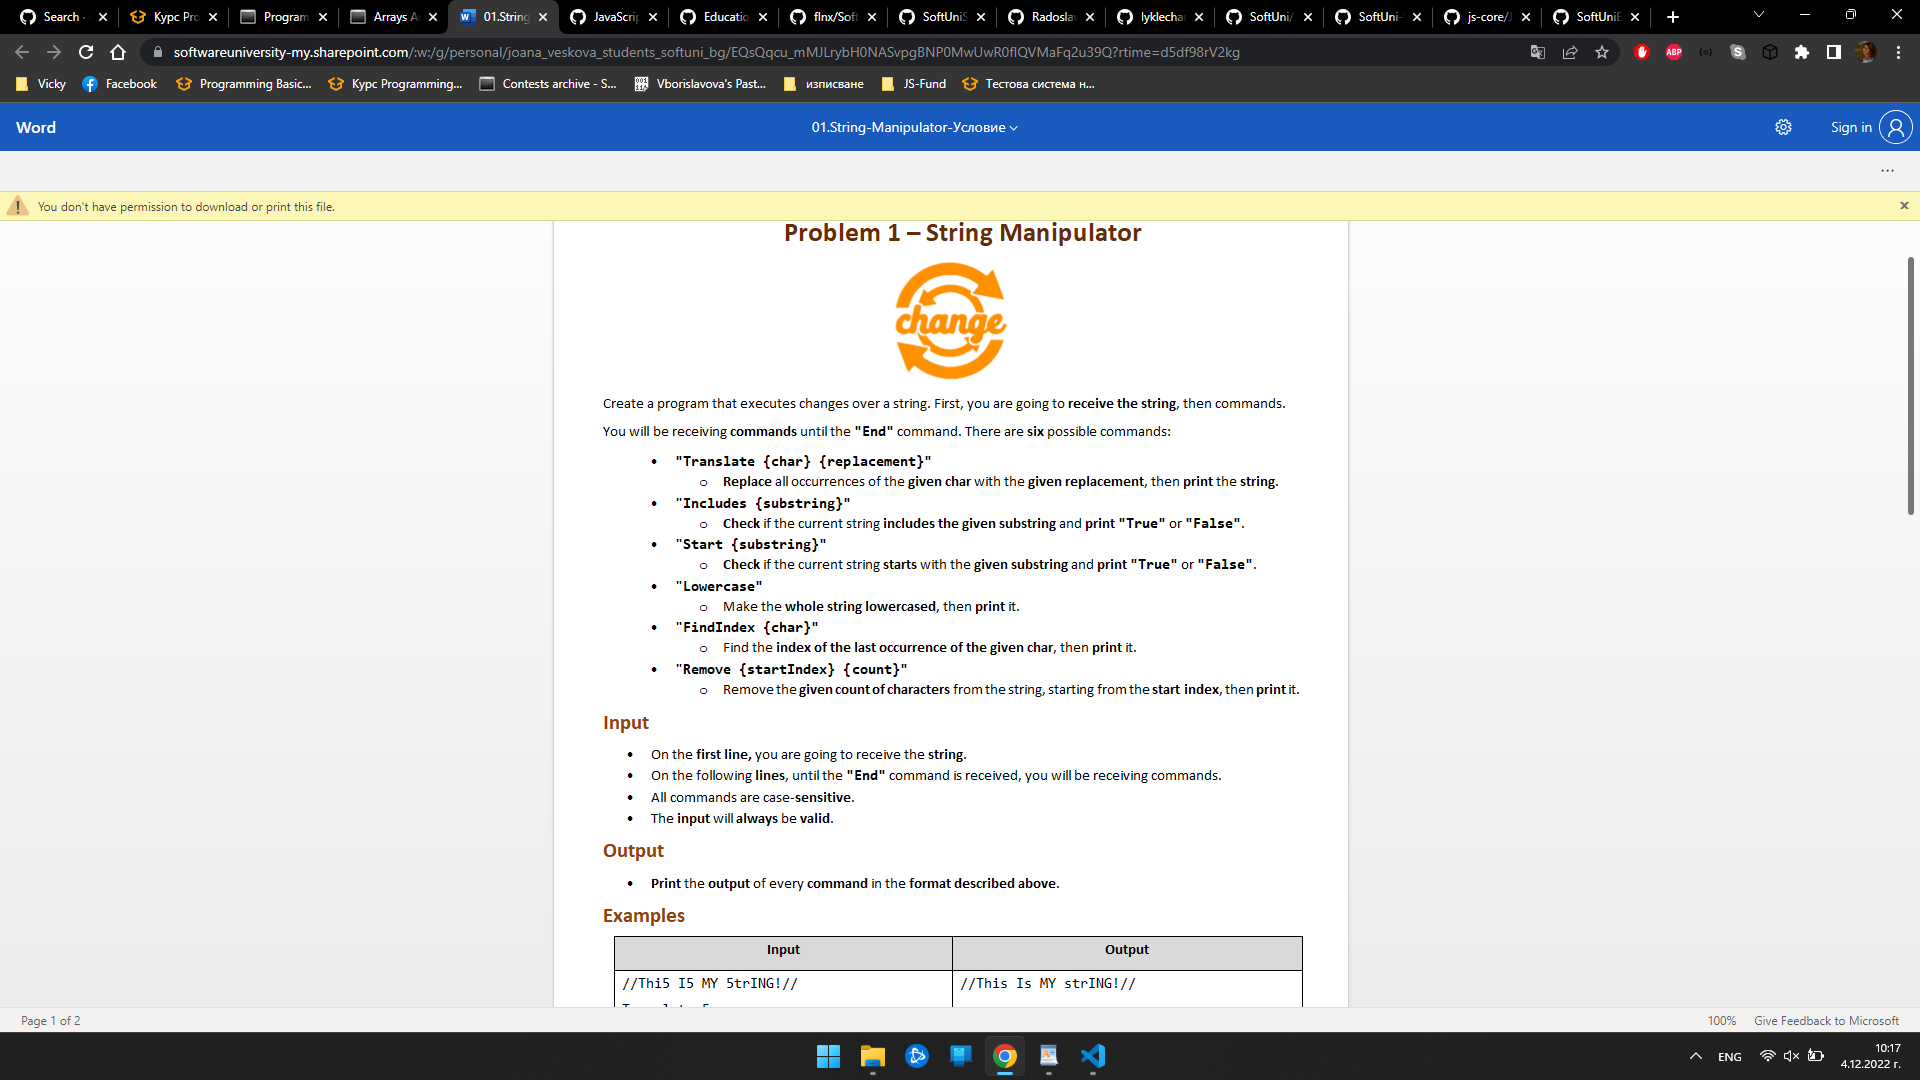 Search -
Курс Pro
Program
Arrays A
01.String
JavaScrip
Educatio
flnx/Soft
SoftUniS
Radosla
lyklecha
SoftUni/
SoftUni-
js-core/J
SoftUniE
softwareuniversity-my.sharepoint.com/:w:/g/personal/joana_veskova_students_softuni_bg/EQsQqcu_mMJLrybH0NASvpgBNP0MwUwR0flQVMaFq2u39Q?rtime=d5df98rV2kg
ABP
Vicky
Facebook
Programming Basic...
Курс Programming...
Contests archive - S...
Vborislavova's Past...
изписване
JS-Fund
Тестова система н...
Word
01.String-Manipulator-Условие
Sign in
You don't have permission to download or print this file.
Problem 1 – String Manipulator
change
Create a program that executes changes over a string. First, you are going to receive the string, then commands.
You will be receiving commands until the "End" command. There are six possible commands:
• "Translate {char} {replacement}"
o Replace all occurrences of the given char with the given replacement, then print the string.
• "Includes {substring}"
o Check if the current string includes the given substring and print "True" or "False".
• "Start {substring}"
o Check if the current string starts with the given substring and print "True" or "False".
• "Lowercase"
o Make the whole string lowercased, then print it.
• "FindIndex {char}"
o Find the index of the last occurrence of the given char, then print it.
• "Remove {startIndex} {count}"
o Remove the given count of characters from the string, starting from the start index, then print it.
Input
• On the first line, you are going to receive the string.
• On the following lines, until the "End" command is received, you will be receiving commands.
• All commands are case-sensitive.
• The input will always be valid.
Output
• Print the output of every command in the format described above.
Examples
Input Output
//Thi5 I5 MY 5trING!// //This Is MY strING!//
Page 1 of 2
100% Give Feedback to Microsoft
ENG
10:17
4.12.2022 г.